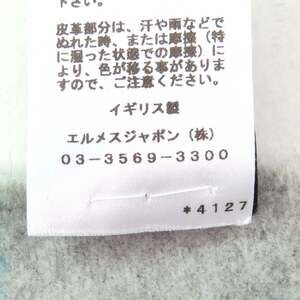 下さい。
皮革部分は、汗や雨などで
ぬれた時、または摩擦（特
に湿った状態での摩擦）に
より、色が移る事がありま
すので、ご注意ください。
イギリス製
エルメスジャポン（株）
03－3569－3300
＊4127